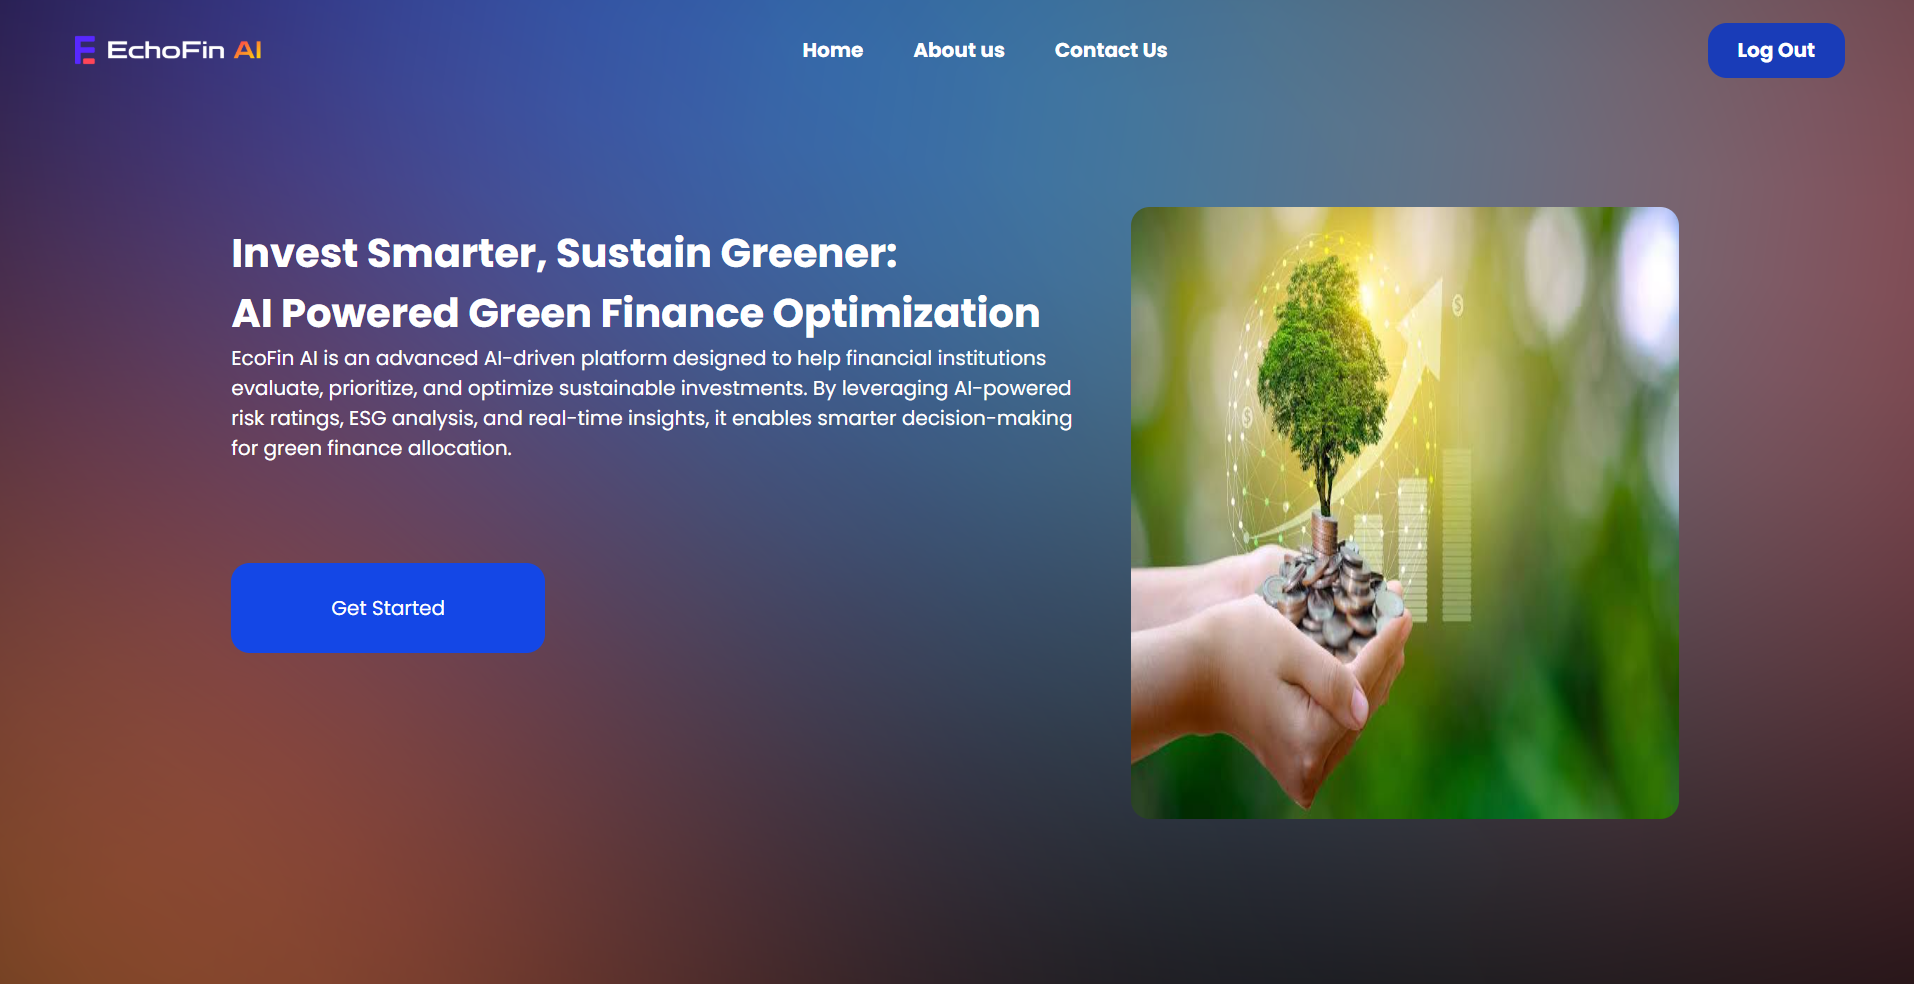 EchoFin AI
Home
About us
Contact Us
Log Out
Invest Smarter, Sustain Greener:
AI Powered Green Finance Optimization
EcoFin AI is an advanced AI-driven platform designed to help financial institutions
evaluate, prioritize, and optimize sustainable investments. By leveraging AI-powered
risk ratings, ESG analysis, and real-time insights, it enables smarter decision-making
for green finance allocation.
Get Started
$
$